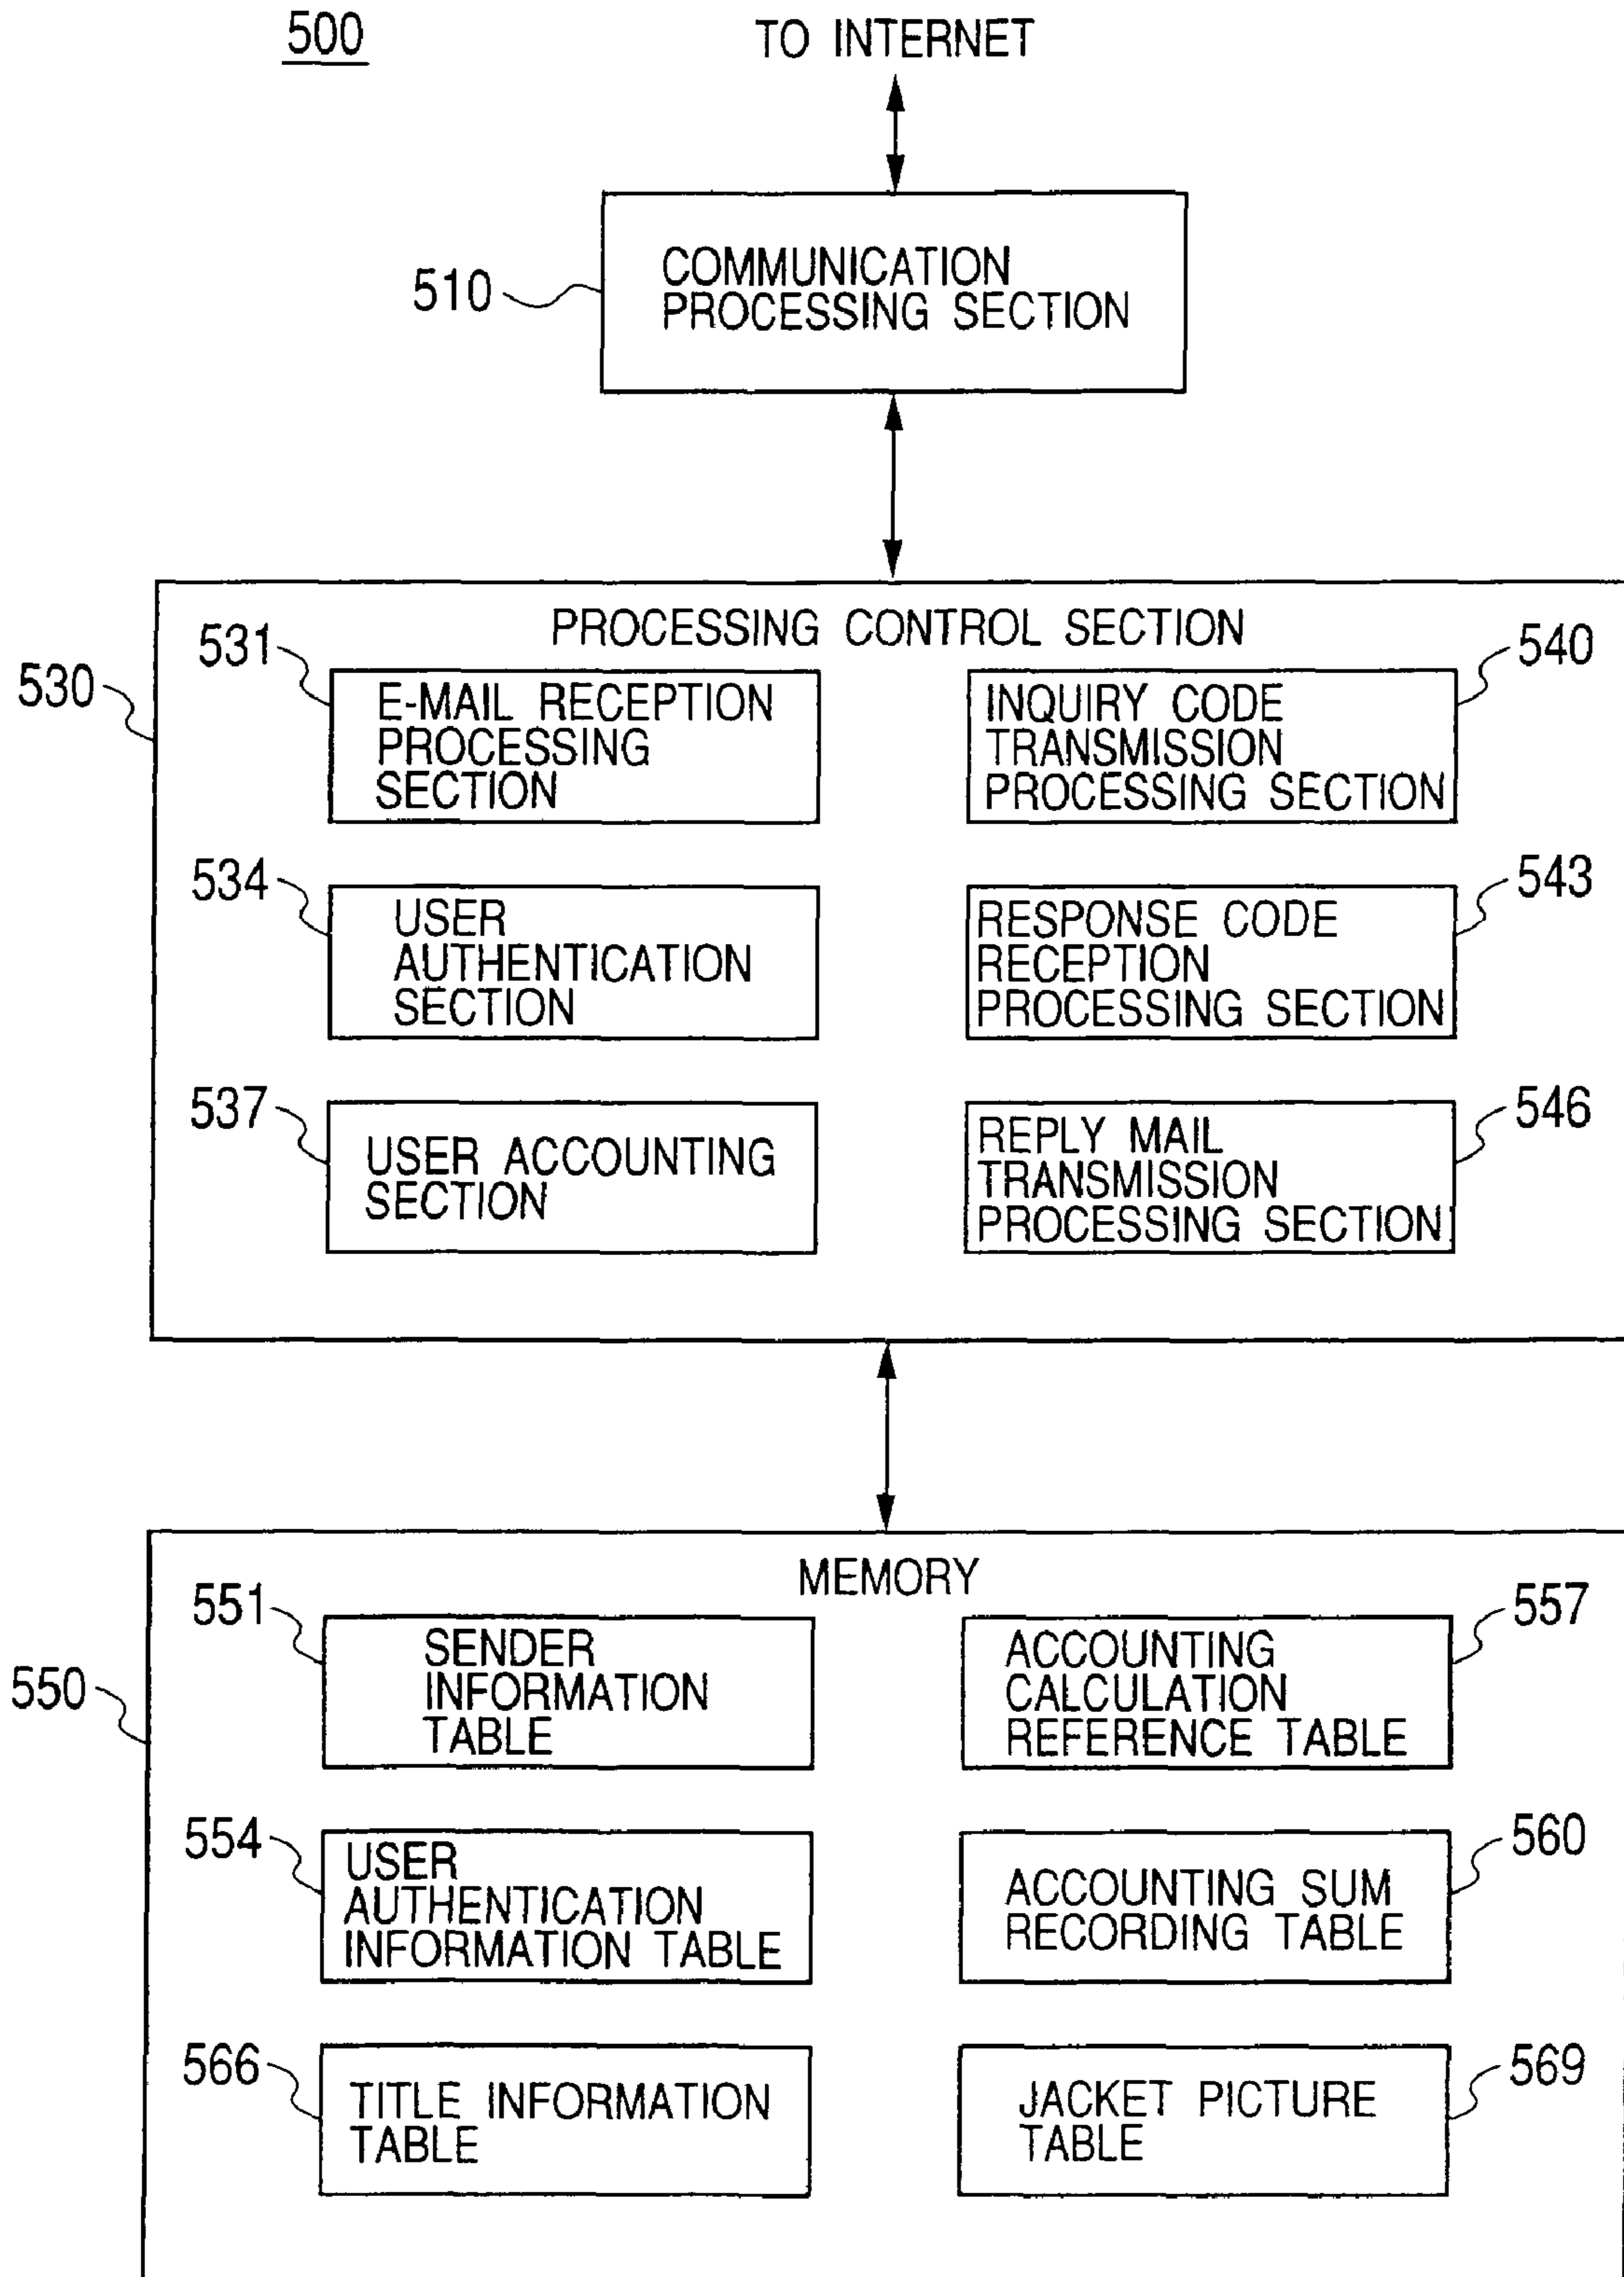 500
TO INTERNET
510
COMMUNICATION
PROCESSING SECTION
530
PROCESSING CONTROL SECTION
531
E-MAIL RECEPTION
PROCESSING
SECTION
540
INQUIRY CODE
TRANSMISSION
PROCESSING SECTION
534
USER
AUTHENTICATION
SECTION
543
RESPONSE CODE
RECEPTION
PROCESSING SECTION
537
USER ACCOUNTING
SECTION
546
REPLY MAIL
TRANSMISSION
PROCESSING SECTION
550
MEMORY
551
SENDER
INFORMATION
TABLE
557
ACCOUNTING
CALCULATION
REFERENCE TABLE
554
USER
AUTHENTICATION
INFORMATION TABLE
560
ACCOUNTING SUM
RECORDING TABLE
566
TITLE INFORMATION
TABLE
569
JACKET PICTURE
TABLE